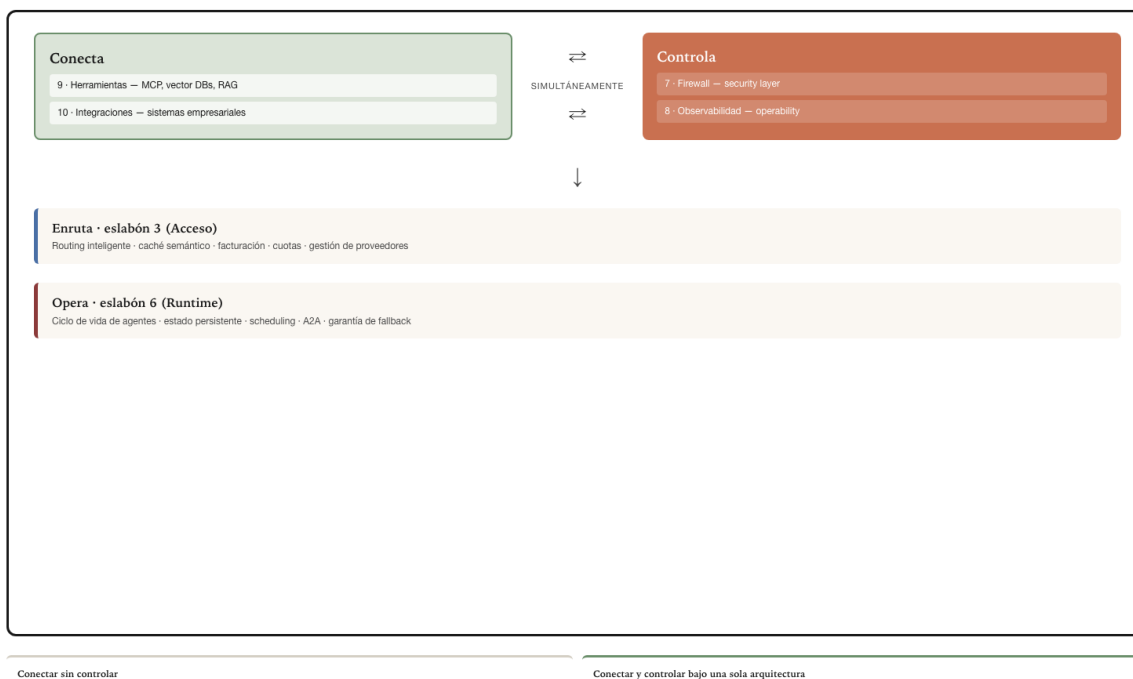 Conecta
9 · Herramientas — MCP, vector DBs, RAG
10 · Integraciones — sistemas empresariales
⇄
SIMULTÁNEAMENTE
⇄
Controla
7 · Firewall — security layer
8 · Observabilidad — operability
↓
Enruta · eslabón 3 (Acceso)
Routing inteligente · caché semántico · facturación · cuotas · gestión de proveedores
Opera · eslabón 6 (Runtime)
Ciclo de vida de agentes · estado persistente · scheduling · A2A · garantía de fallback
Conectar sin controlar
Conectar y controlar bajo una sola arquitectura